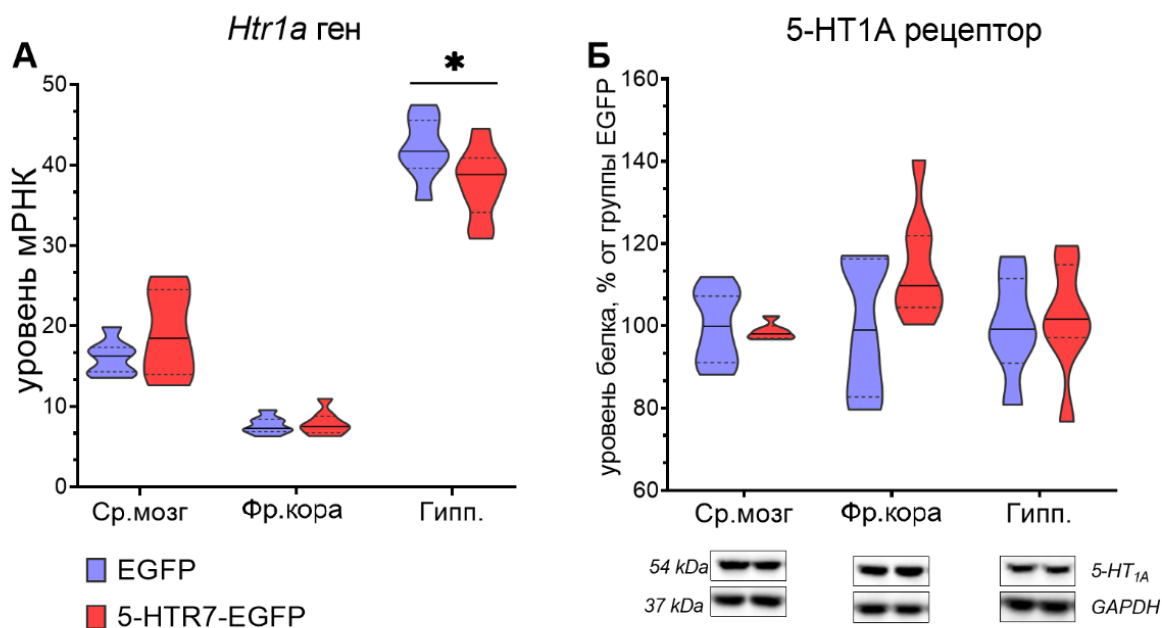 Htr1a ген
А
*
уровень мРНК
50
40
30
20
10
0
Ср.мозг Фр.кора Гипп.
EGFP
5-HTR7-EGFP
5-HT1A рецептор
Б
уровень белка, % от группы EGFP
160
140
120
100
80
60
Ср.мозг Фр.кора Гипп.
54 kDa 5-HT1A
37 kDa GAPDH